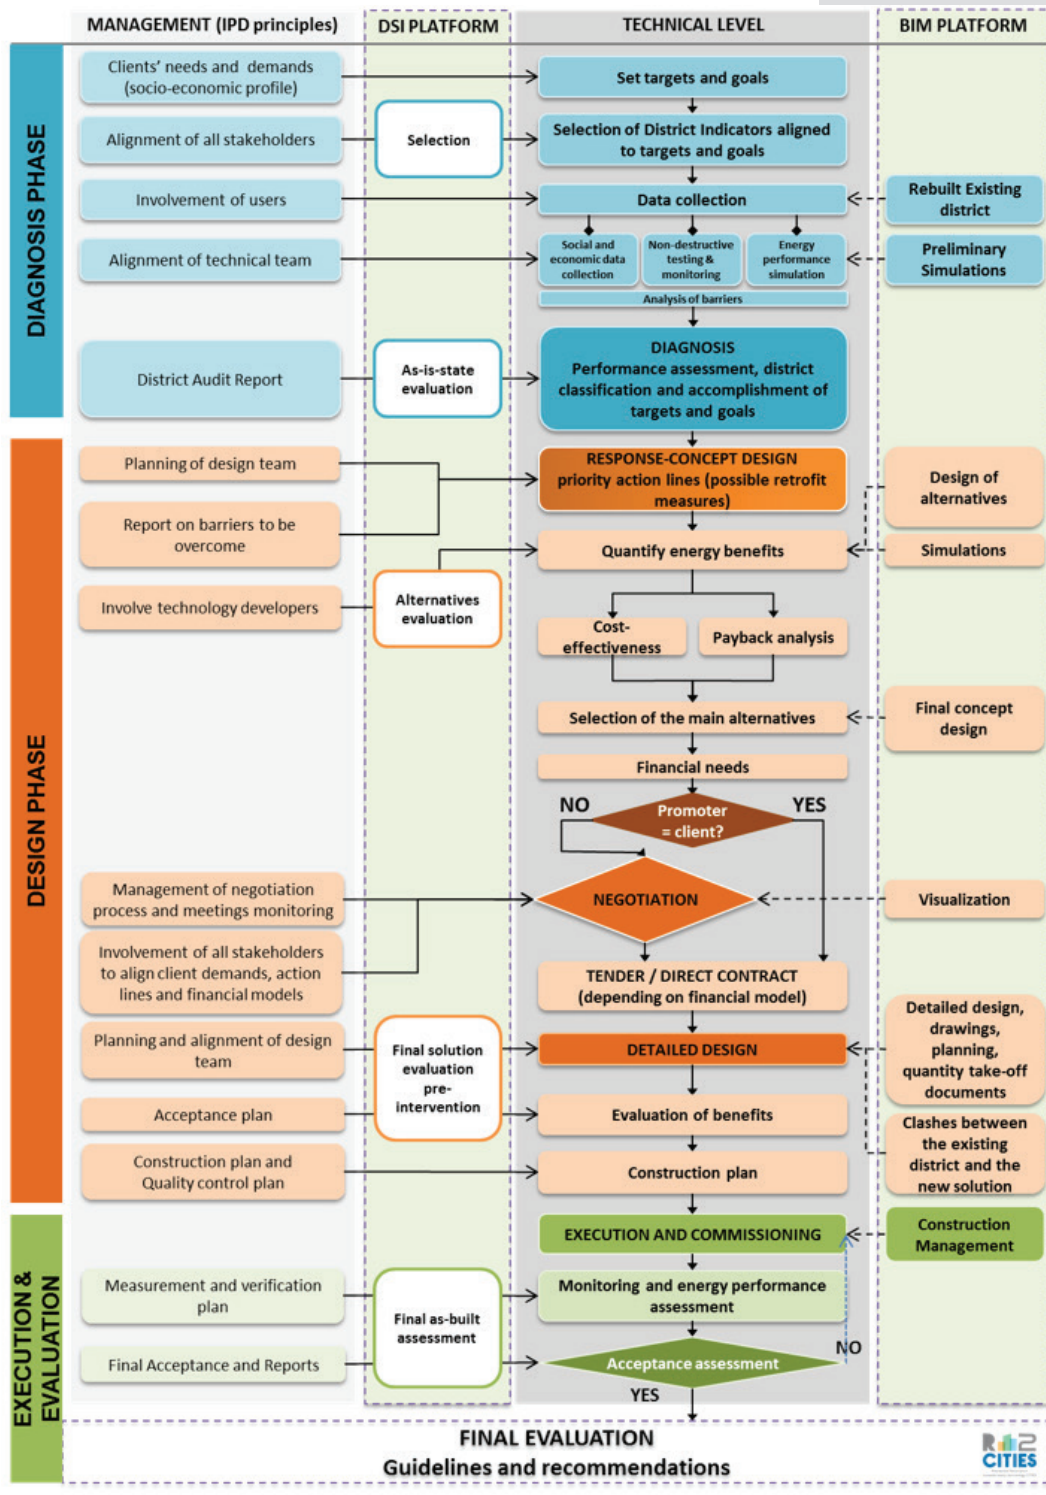 MANAGEMENT (IPD principles)
DSI PLATFORM
TECHNICAL LEVEL
BIM PLATFORM
DIAGNOSIS PHASE
Clients' needs and demands
(socio-economic profile)
Set targets and goals
Alignment of all stakeholders
Selection
Selection of District Indicators aligned
to targets and goals
Involvement of users
Data collection
Rebuilt Existing
district
Alignment of technical team
Social and
economic data
collection
Non-destructive
testing &
monitoring
Energy
performance
simulation
Preliminary
Simulations
Analysis of barriers
District Audit Report
As-is-state
evaluation
DIAGNOSIS
Performance assessment, district
classification and accomplishment of
targets and goals
DESIGN PHASE
Planning of design team
RESPONSE-CONCEPT DESIGN
priority action lines (possible retrofit
measures)
Design of
alternatives
Report on barriers to be
overcome
Quantify energy benefits
Simulations
Involve technology developers
Alternatives
evaluation
Cost-
effectiveness
Payback analysis
Selection of the main alternatives
Final concept
design
Financial needs
NO
YES
Promoter
= client?
Management of negotiation
process and meetings monitoring
NEGOTIATION
Visualization
Involvement of all stakeholders
to align client demands, action
lines and financial models
TENDER / DIRECT CONTRACT
(depending on financial model)
Planning and alignment of design
team
Final solution
evaluation
pre-
intervention
DETAILED DESIGN
Detailed design,
drawings,
planning,
quantity take-off
documents
Acceptance plan
Evaluation of benefits
Clashes between
the existing
district and the
new solution
Construction plan and
Quality control plan
Construction plan
EXECUTION &
EVALUATION
EXECUTION AND COMMISSIONING
Construction
Management
Measurement and verification
plan
Final as-built
assessment
Monitoring and energy performance
assessment
Final Acceptance and Reports
Acceptance assessment
NO
YES
FINAL EVALUATION
Guidelines and recommendations
R2
CITIES